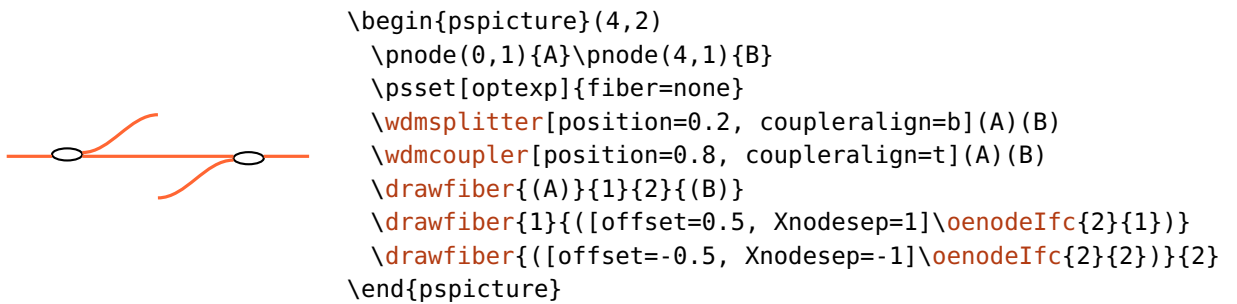 \begin{pspicture}(4,2)
\pnode(0,1){A}\pnode(4,1){B}
\psset[optexp]{fiber=none}
\wdmsplitter[position=0.2, coupleralign=b](A)(B)
\wdmcoupler[position=0.8, coupleralign=t](A)(B)
\drawfiber{(A)}{1}{2}{(B)}
\drawfiber{1}{([offset=0.5, Xnodesep=1]\oenodeIfc{2}{1})}
\drawfiber{([offset=-0.5, Xnodesep=-1]\oenodeIfc{2}{2})}{2}
\end{pspicture}